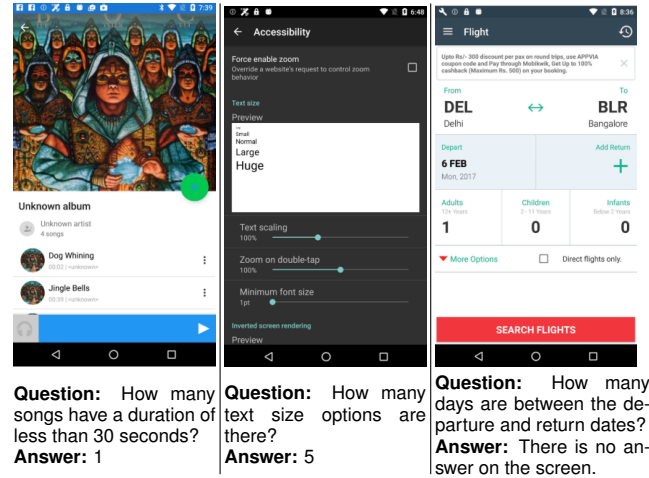 7:39
Unknown album
Unknown artist
4 songs
Dog Whining
00:02 | <unknown>
Jingle Bells
00:39 | <unknown>
Question: How many
songs have a duration of
less than 30 seconds?
Answer: 1
6:48
Accessibility
Force enable zoom
Override a website's request to control zoom
behavior
Text size
Preview
Small
Normal
Large
Huge
Text scaling
100%
Zoom on double-tap
100%
Minimum font size
1pt
Inverted screen rendering
Preview
Question: How many
text size options are
there?
Answer: 5
8:36
Flight
Upto Rs/- 300 discount per pax on round trips, use APPVIA
coupon code and Pay through Mobikwik, Get Up to 100%
cashback (Maximum Rs. 500) on your booking.
From To
DEL BLR
Delhi Bangalore
Depart Add Return
6 FEB
Mon, 2017
Adults Children Infants
12+ Years 2 - 11 Years Below 2 Years
1 0 0
More Options Direct flights only.
SEARCH FLIGHTS
Question: How many
days are between the de-
parture and return dates?
Answer: There is no an-
swer on the screen.